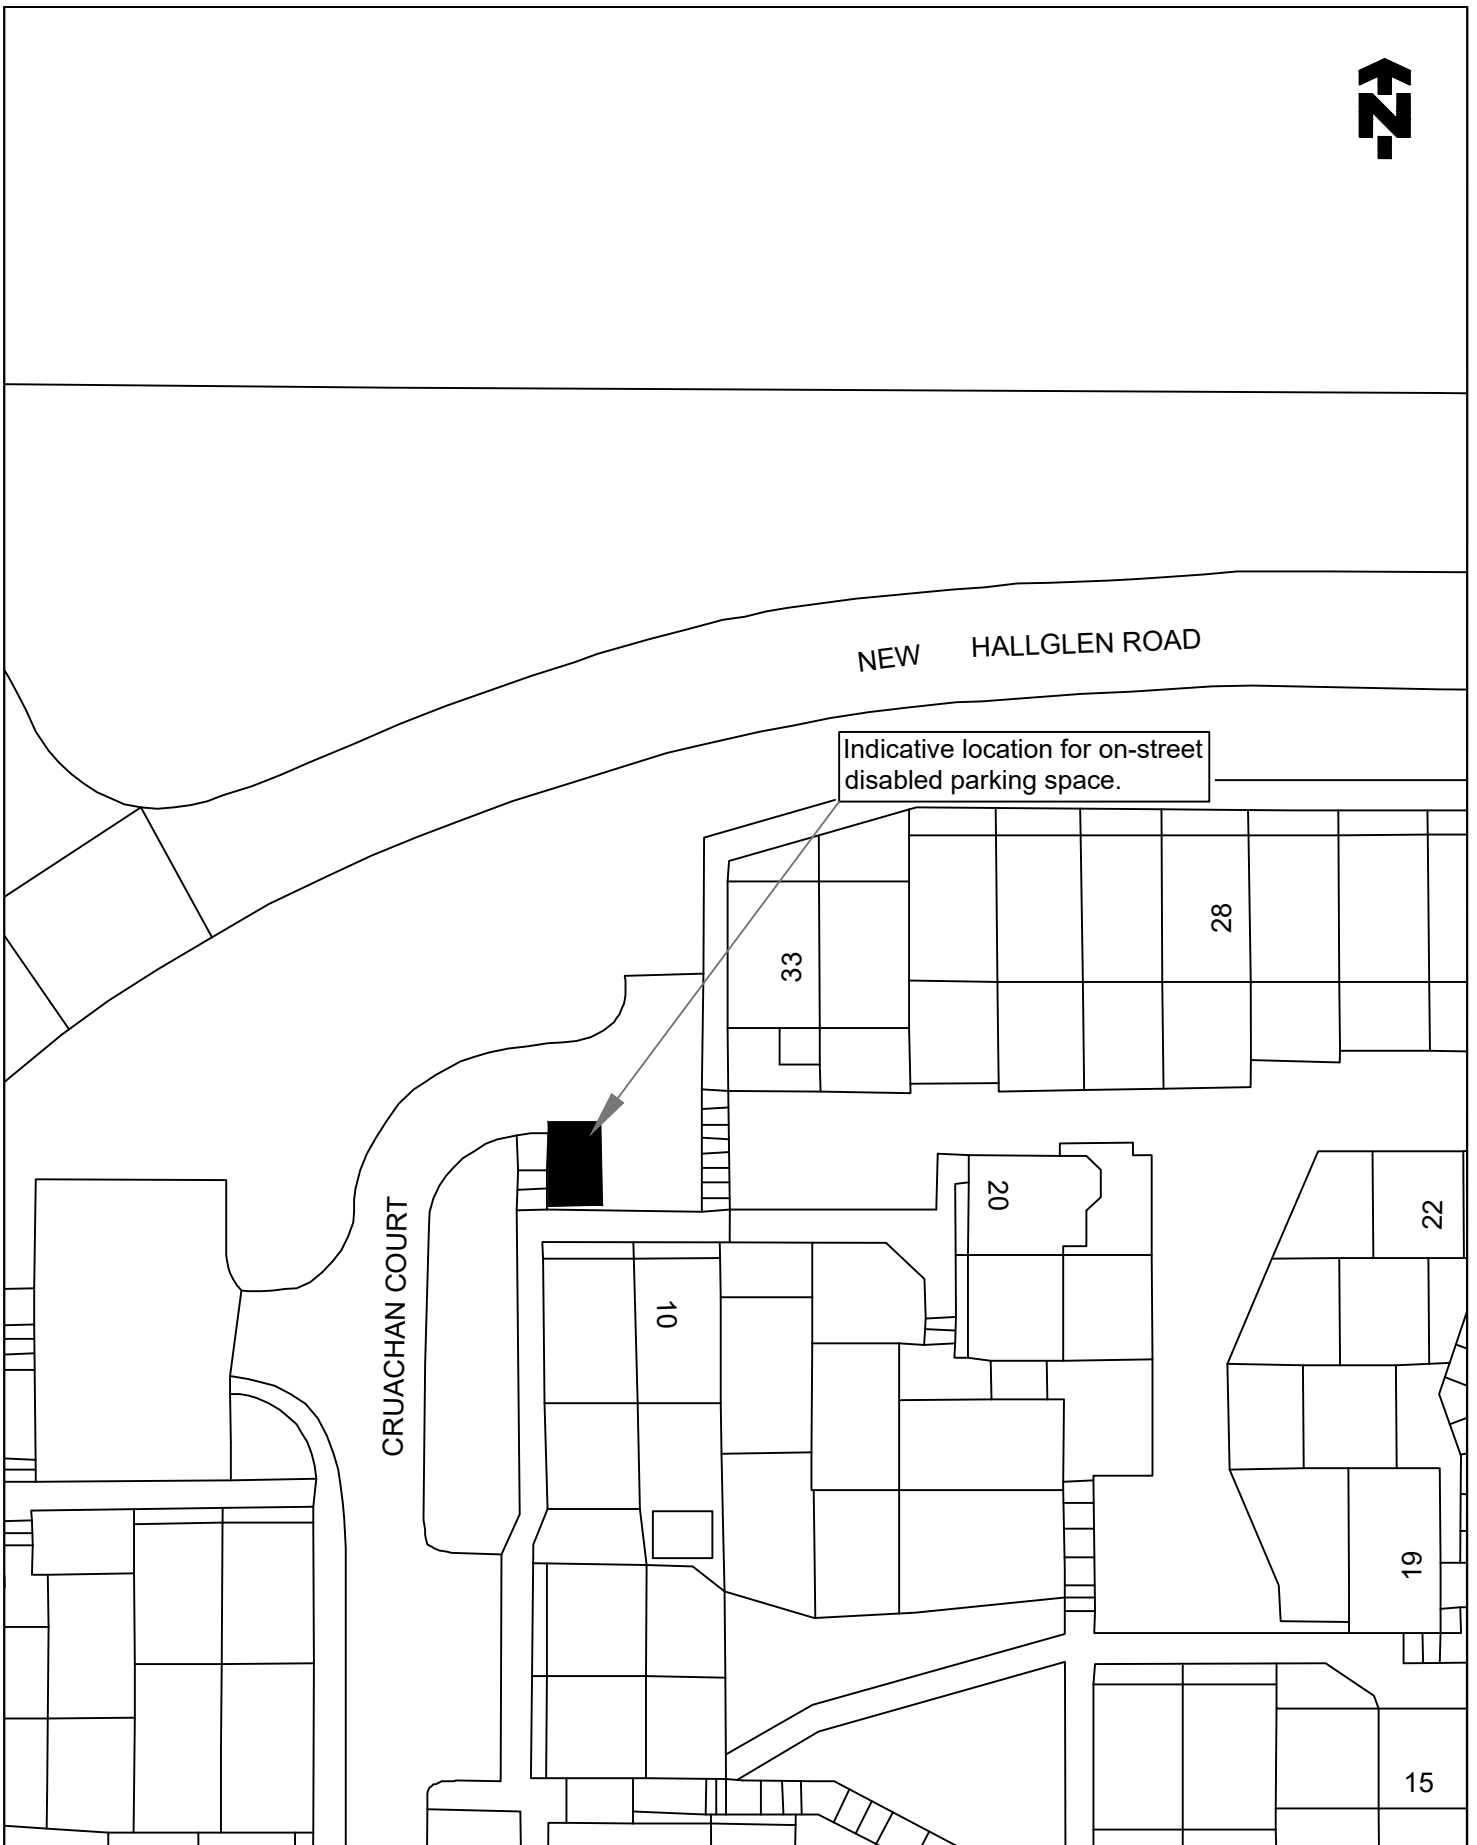 N
NEW HALLGLEN ROAD
Indicative location for on-street
disabled parking space.
28
33
20
22
CRUACHAN COURT
10
19
15